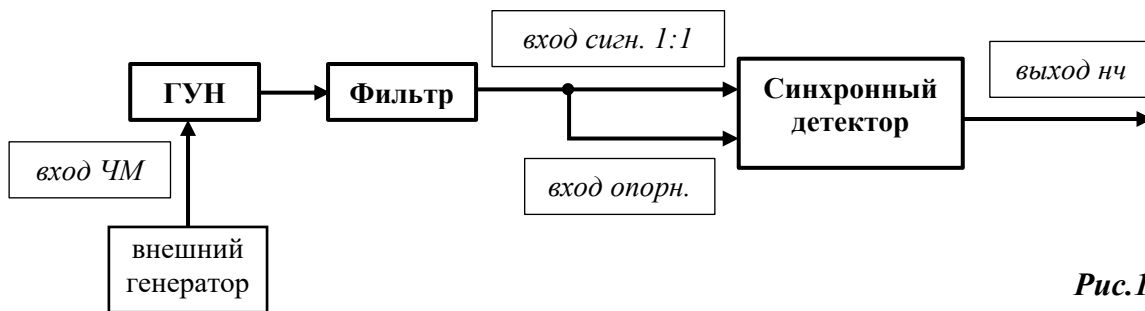 вход сигн. 1:1
выход нч
ГУН
Фильтр
Синхронный
детектор
вход ЧМ
вход опорн.
внешний
генератор
Рис.1